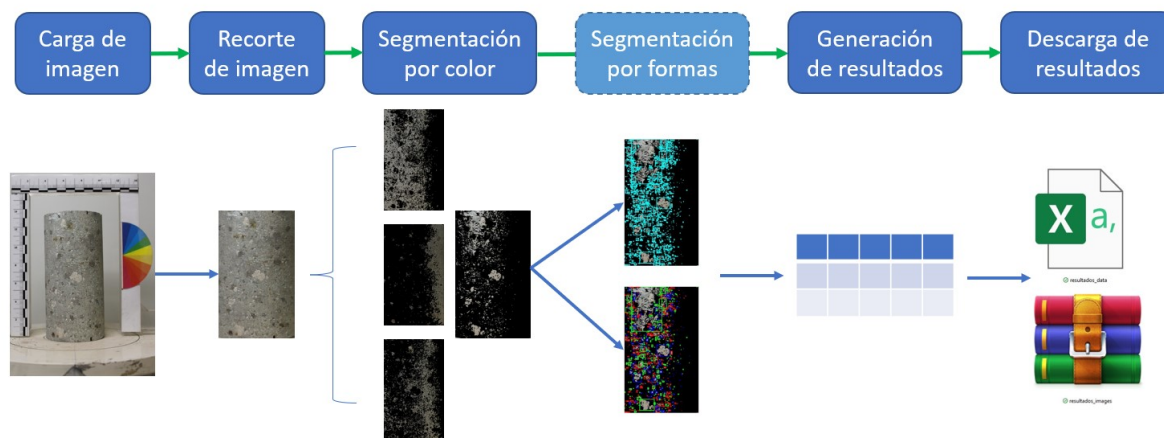 Carga de
imagen
Recorte
de imagen
Segmentación
por color
Segmentación
por formas
Generación
de resultados
Descarga de
resultados
X
a,
resultados_data
resultados_images